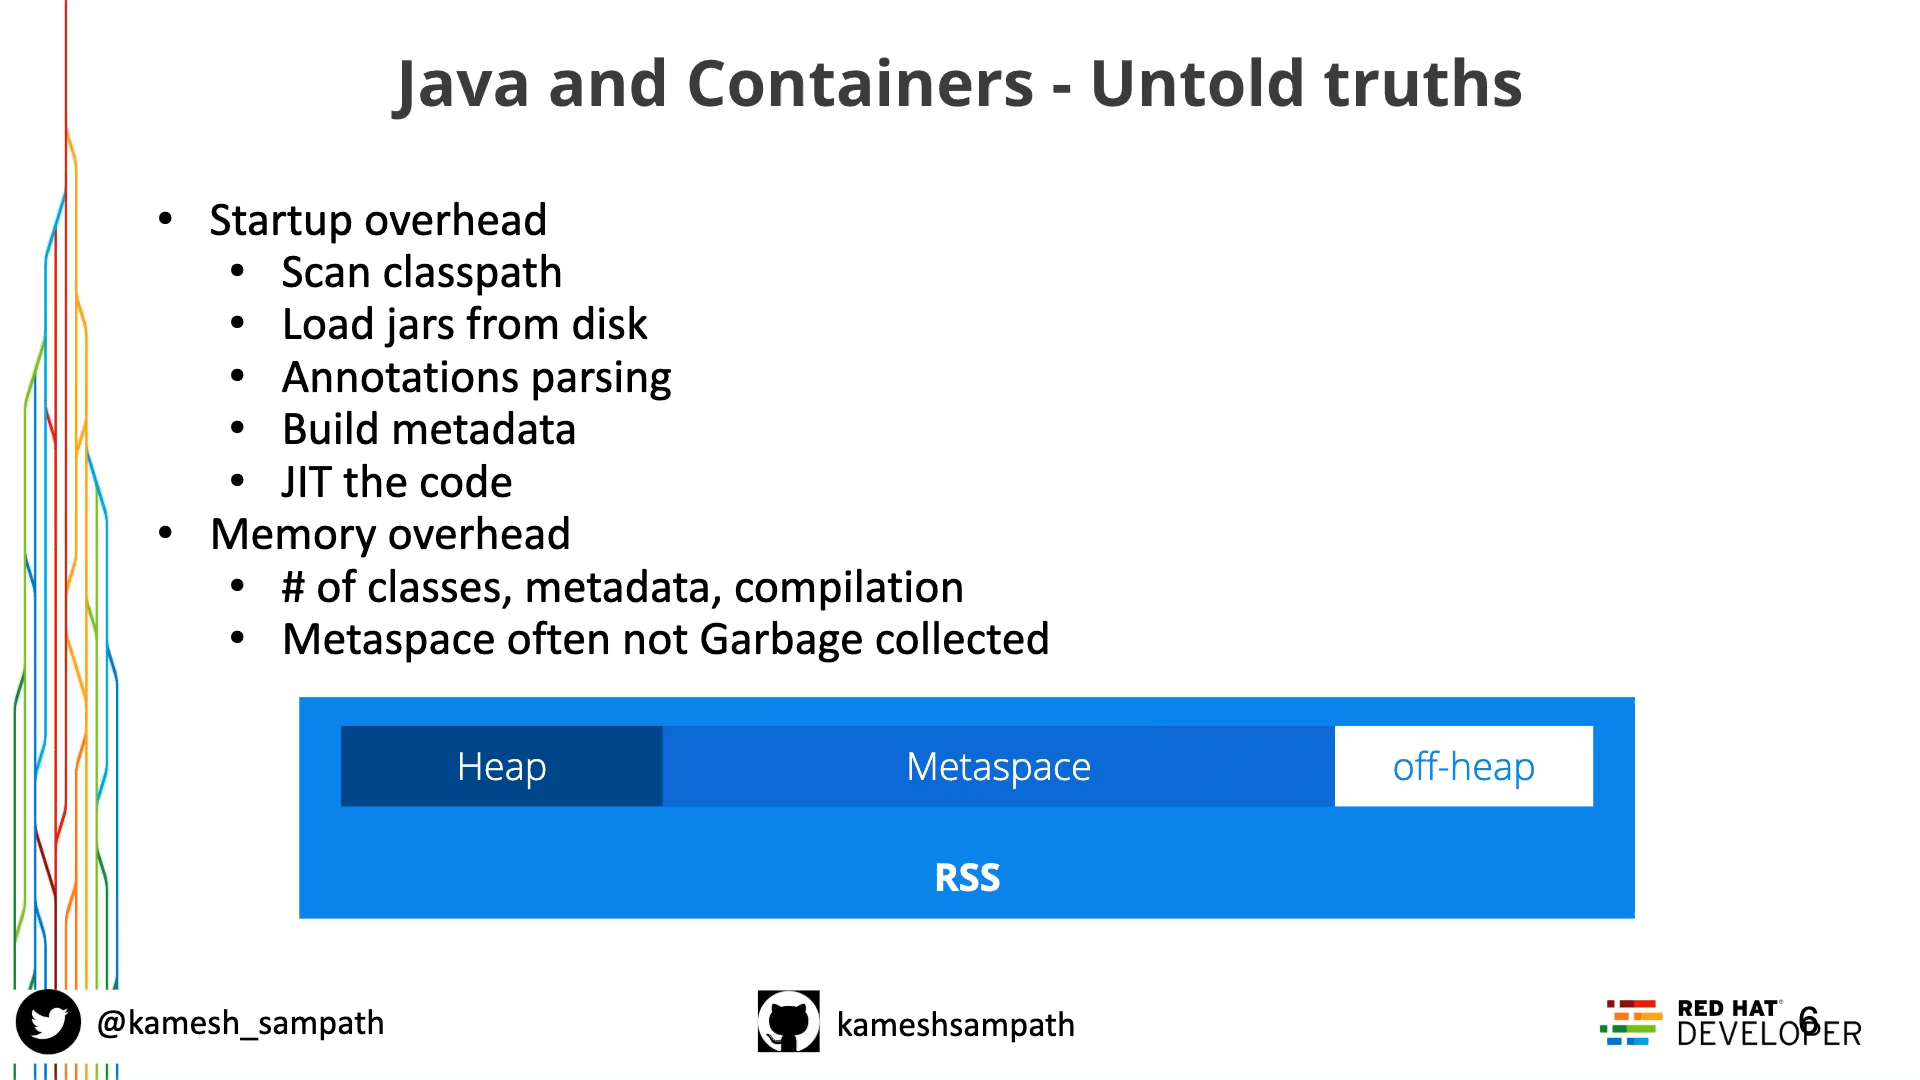 Java and Containers - Untold truths
• Startup overhead
• Scan classpath
• Load jars from disk
• Annotations parsing
• Build metadata
• JIT the code
• Memory overhead
• # of classes, metadata, compilation
• Metaspace often not Garbage collected
Heap Metaspace off-heap
RSS
@kamesh_sampath
kameshsampath
RED HAT®
DEVELOPER
6